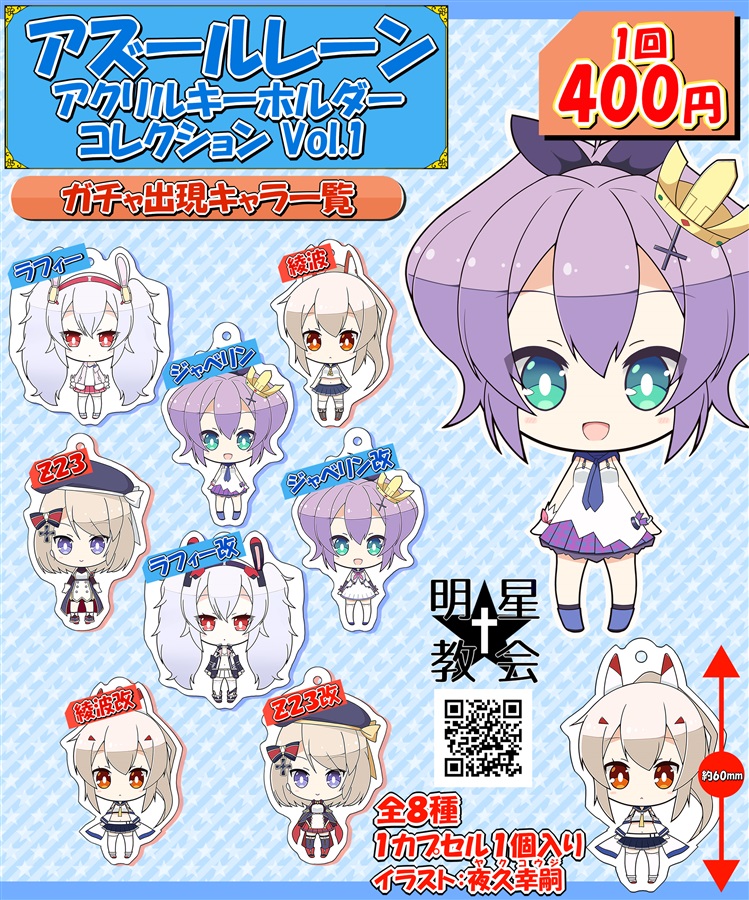 アズールレーン
アクリルキーホルダー
コレクション Vol.1
1回
400円
ガチャ出現キャラ一覧
ラフィー
綾波
ジャベリン
Z23
ジャベリン改
ラフィー改
綾波改
Z23改
明星
教会
約60mm
全8種
1カプセル1個入り
ヤクコウジ
イラスト:夜久幸嗣